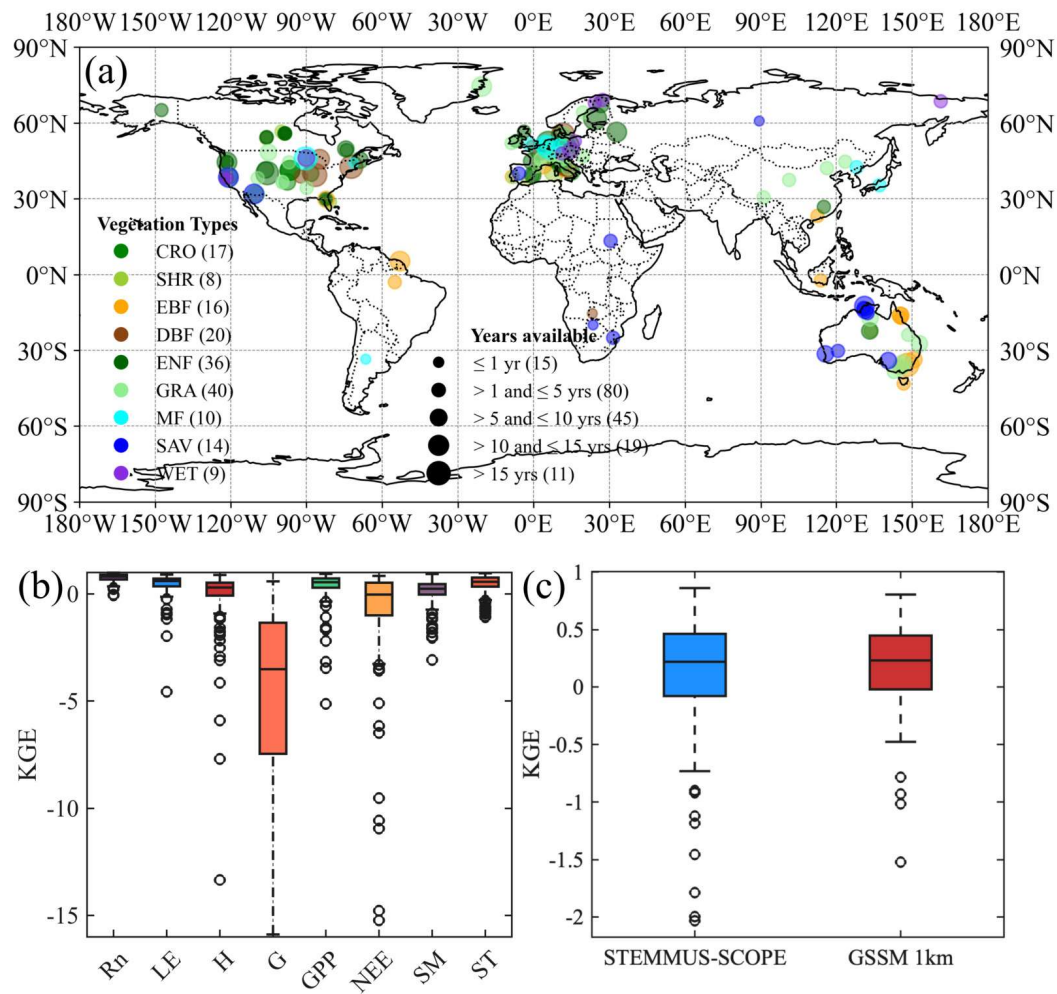 180°W 150°W 120°W 90°W 60°W 30°W 0°E 30°E 60°E 90°E 120°E 150°E 180°E
90°N 90°N
(a)
60°N 60°N
30°N 30°N
Vegetation Types
CRO (17)
SHR (8)
0°N 0°N
EBF (16)
DBF (20) Years available
ENF (36) ≤ 1 yr (15)
30°S 30°S
GRA (40) > 1 and ≤ 5 years (80)
MF (10) > 5 and ≤ 10 yrs (45)
60°S 60°S
SAV (14) > 10 and ≤ 15 yrs (19)
WET (9) > 15 yrs (11)
90°S 90°S
180°W 150°W 120°W 90°W 60°W 30°W 0°E 30°E 60°E 90°E 120°E 150°E 180°E
(b)
KGE
0
-5
-10
-15
Rn LE H G GPP NEE SM ST
(c)
KGE
1
0.5
0
-0.5
-1
-1.5
-2
STEMMUS-SCOPE GSSM 1km